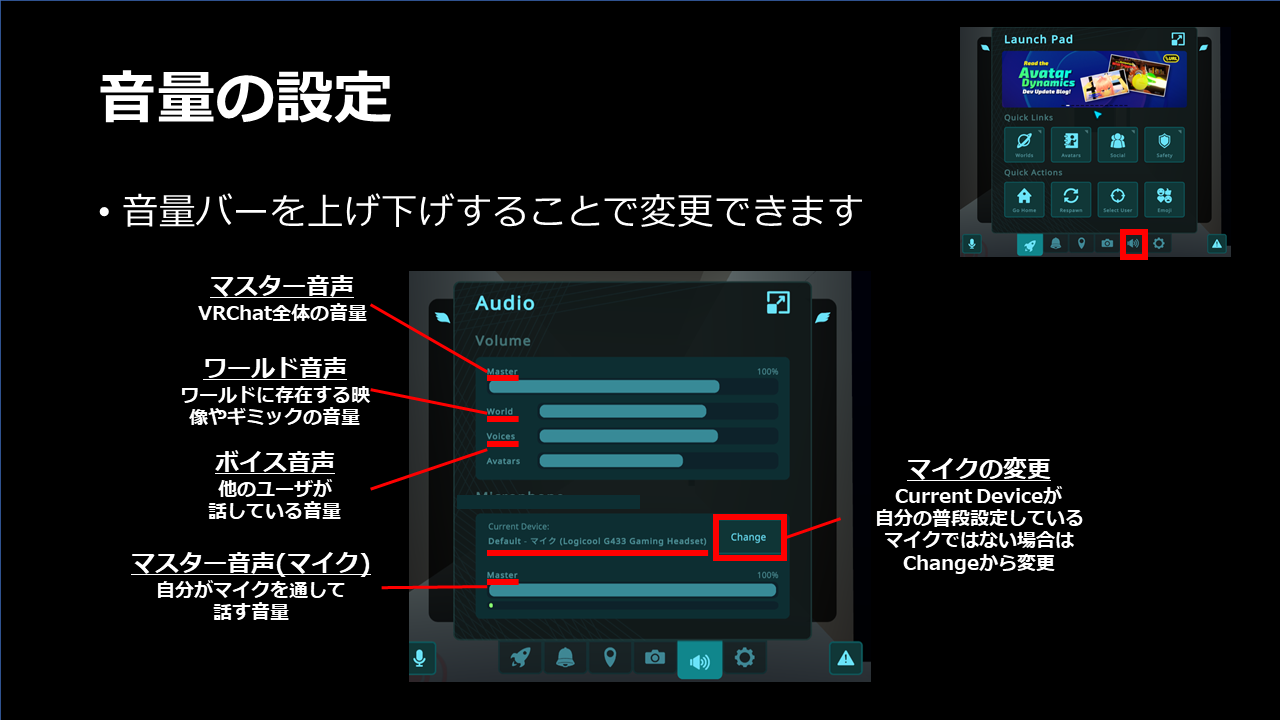 音量の設定
• 音量バーを上げ下げすることで変更できます
Launch Pad
Read the
Avatar
Dynamics
Dev Update Blog!
Quick Links
Worlds
Avatars
Social
Safety
Quick Actions
Go Home
Respawn
Select User
Emoji
マスター音声
VRChat全体の音量
ワールド音声
ワールドに存在する映
像やギミックの音量
ボイス音声
他のユーザが
話している音量
マスター音声(マイク)
自分がマイクを通して
話す音量
Audio
Volume
Master 100%
World
Voices
Avatars
Microphone
Current Device:
Default - マイク (Logicool G433 Gaming Headset)
Change
Master 100%
マイクの変更
Current Deviceが
自分の普段設定している
マイクではない場合は
Changeから変更